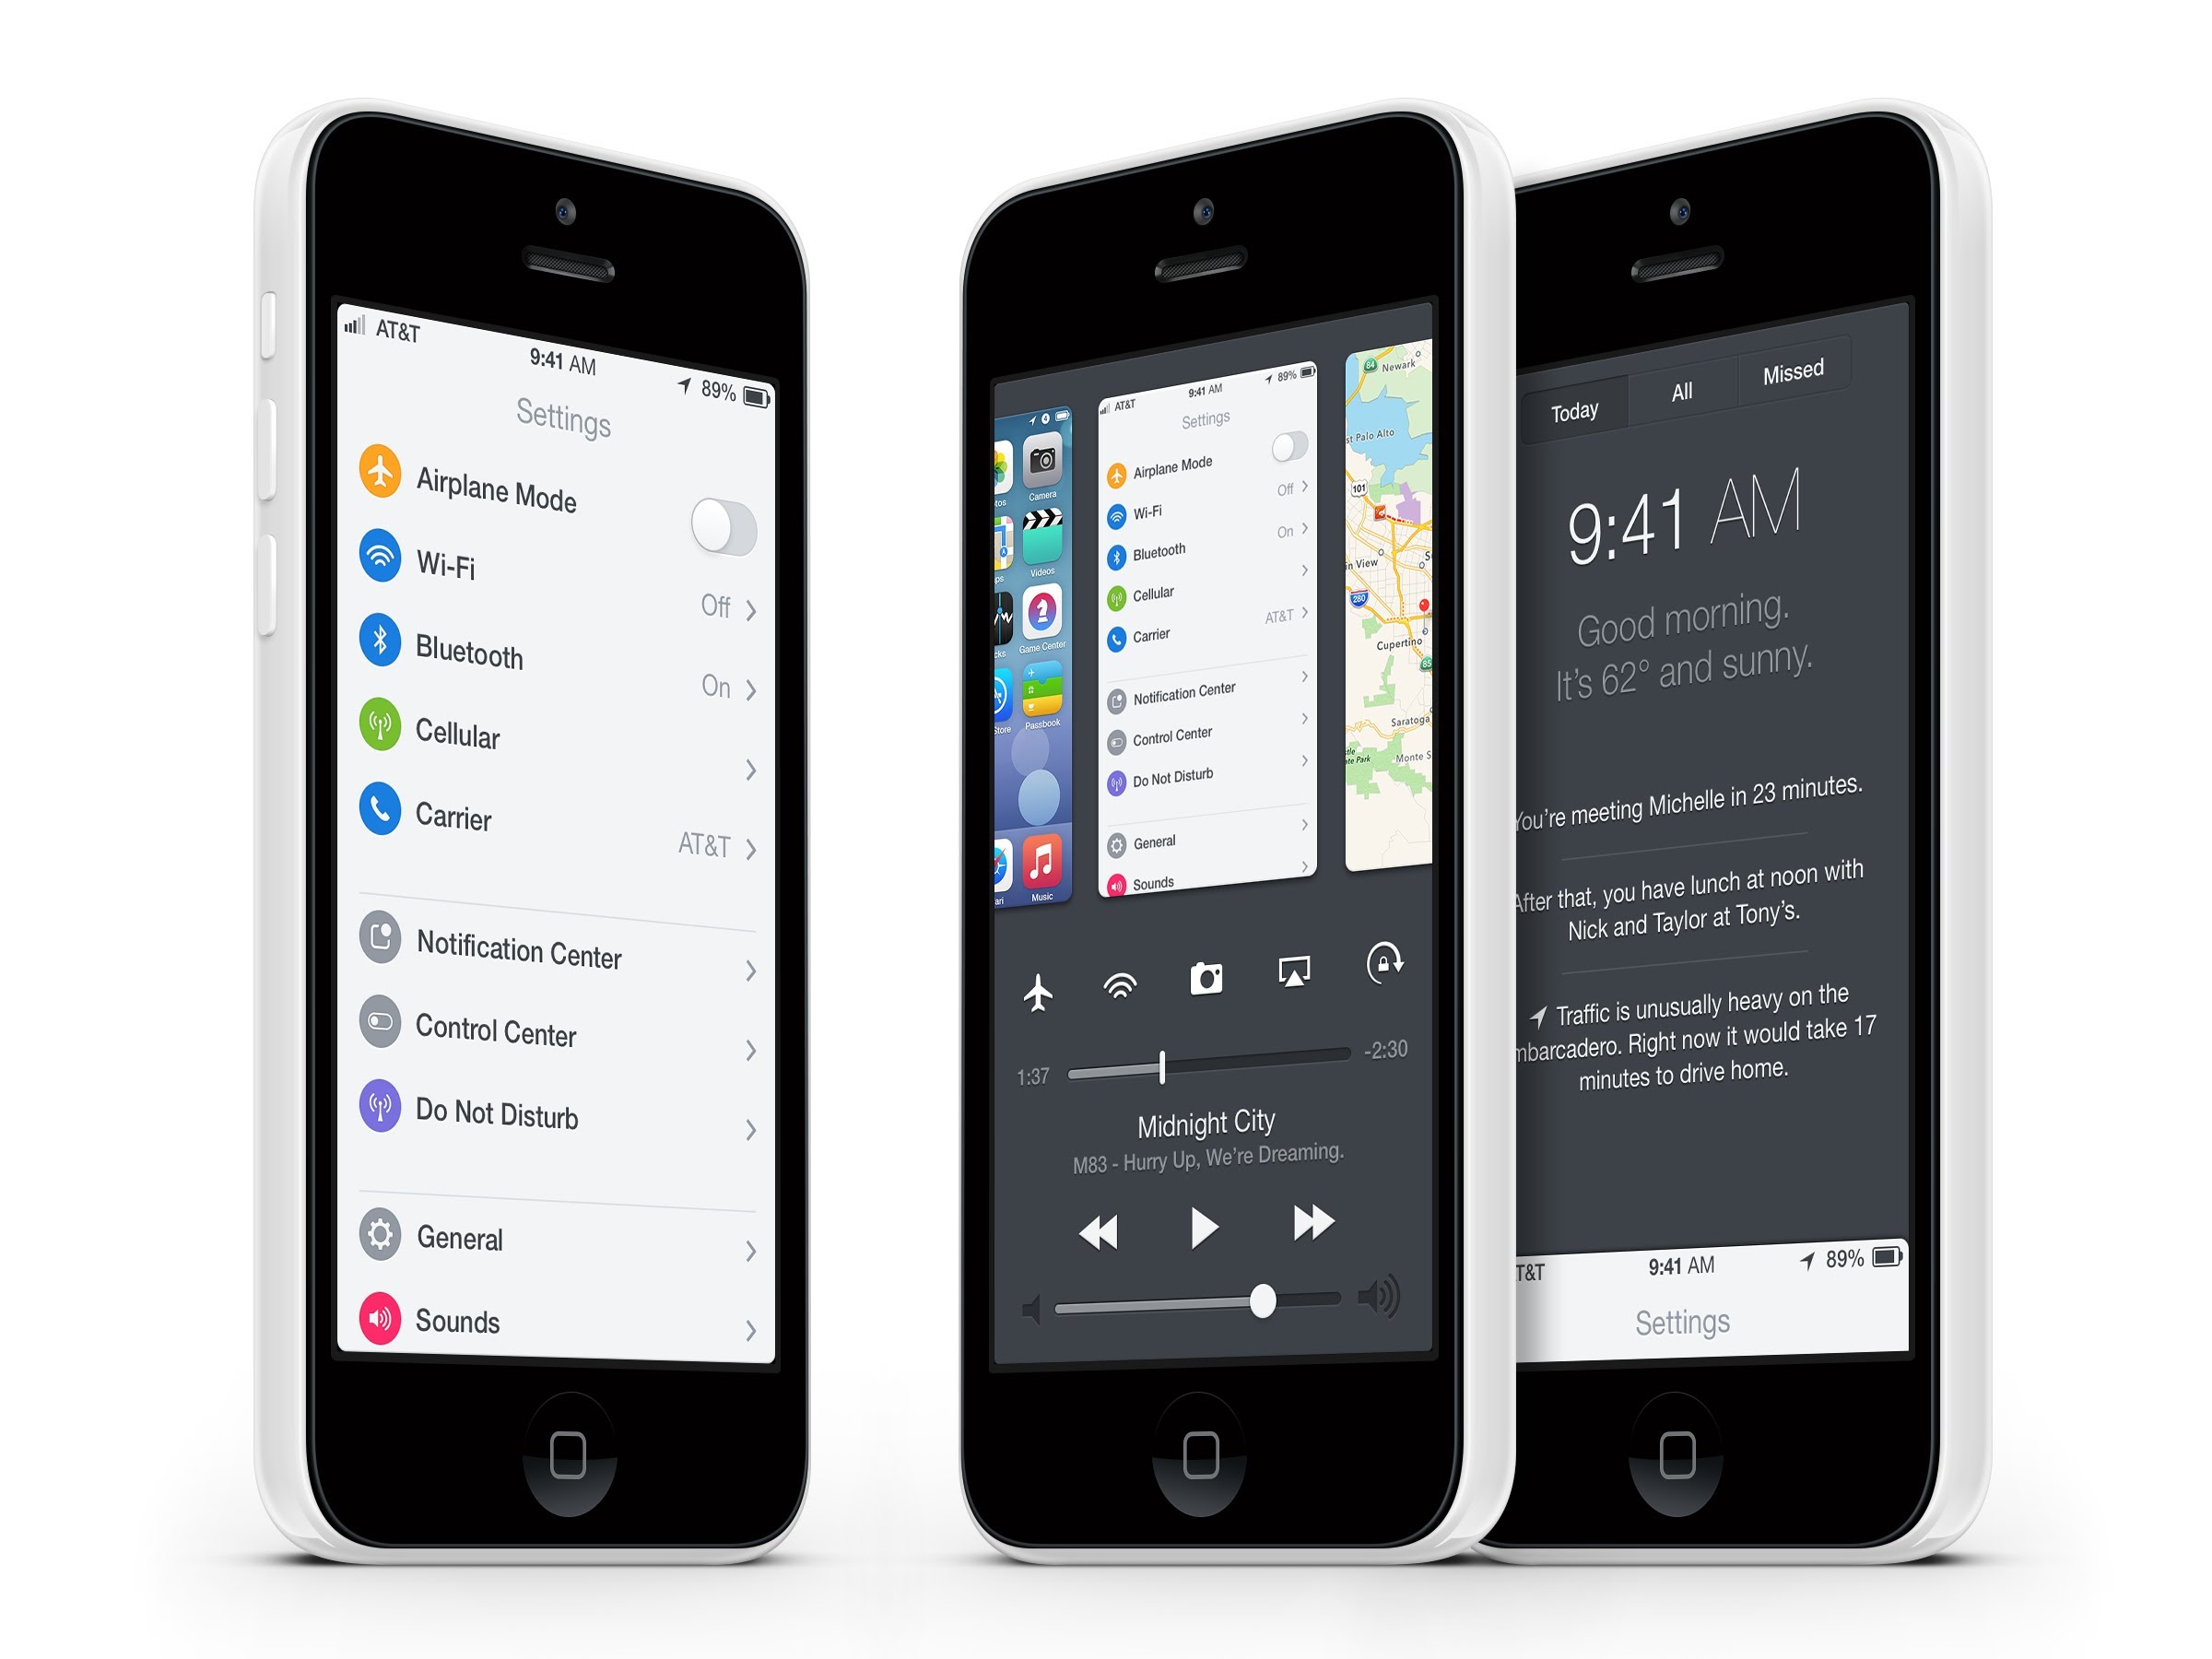 AT&T
9:41 AM
89%
Settings
Airplane Mode
Wi-Fi
Off
Bluetooth
On
Cellular
Carrier
AT&T
Notification Center
Control Center
Do Not Disturb
General
Sounds
Camera
Videos
Game Center
Passbook
Music
AT&T
9:41 AM
89%
Settings
Airplane Mode
Wi-Fi
Off
Bluetooth
On
Cellular
Carrier
AT&T
Notification Center
Control Center
Do Not Disturb
General
Sounds
84
Newark
st Palo Alto
101
in View
280
Cupertino
85
Saratoga
Monte S
1:37
-2:30
Midnight City
M83 - Hurry Up, We're Dreaming.
Today
All
Missed
9:41 AM
Good morning.
It's 62° and sunny.
You're meeting Michelle in 23 minutes.
After that, you have lunch at noon with
Nick and Taylor at Tony's.
Traffic is unusually heavy on the
mbarcadero. Right now it would take 17
minutes to drive home.
T&T
9:41 AM
89%
Settings